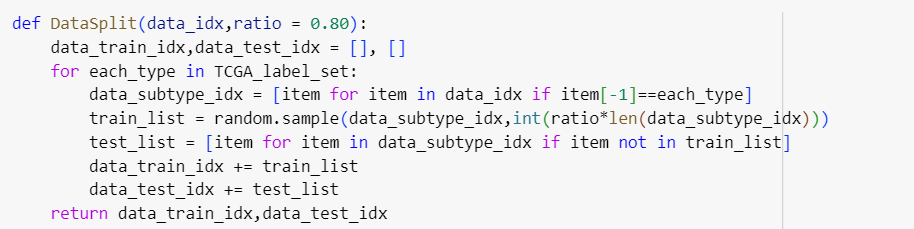 def DataSplit(data_idx,ratio = 0.80):
    data_train_idx,data_test_idx = [], []
    for each_type in TCGA_label_set:
        data_subtype_idx = [item for item in data_idx if item[-1]==each_type]
        train_list = random.sample(data_subtype_idx,int(ratio*len(data_subtype_idx)))
        test_list = [item for item in data_subtype_idx if item not in train_list]
        data_train_idx += train_list
        data_test_idx += test_list
    return data_train_idx,data_test_idx